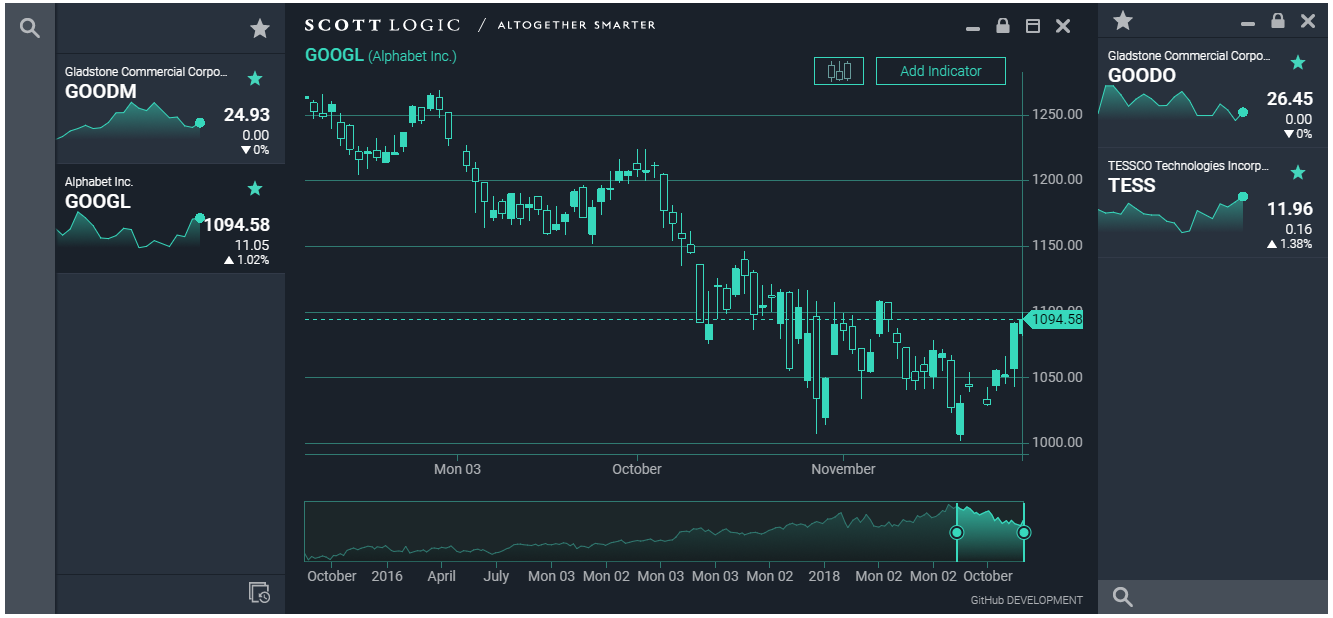 SCOTT LOGIC / ALTOGETHER SMARTER
GOOGL (Alphabet Inc.)
Add Indicator
Gladstone Commercial Corpo...
GOODM
24.93
0.00
▼ 0%
Alphabet Inc.
GOOGL
1094.58
11.05
▲ 1.02%
1250.00
1200.00
1150.00
1100.00
1094.58
1050.00
1000.00
Mon 03 October November
October 2016 April July Mon 03 Mon 02 Mon 03 Mon 03 Mon 02 2018 Mon 02 Mon 02 October
GitHub DEVELOPMENT
Gladstone Commercial Corpo...
GOODO
26.45
0.00
▼ 0%
TESSCO Technologies Incorp...
TESS
11.96
0.16
▲ 1.38%